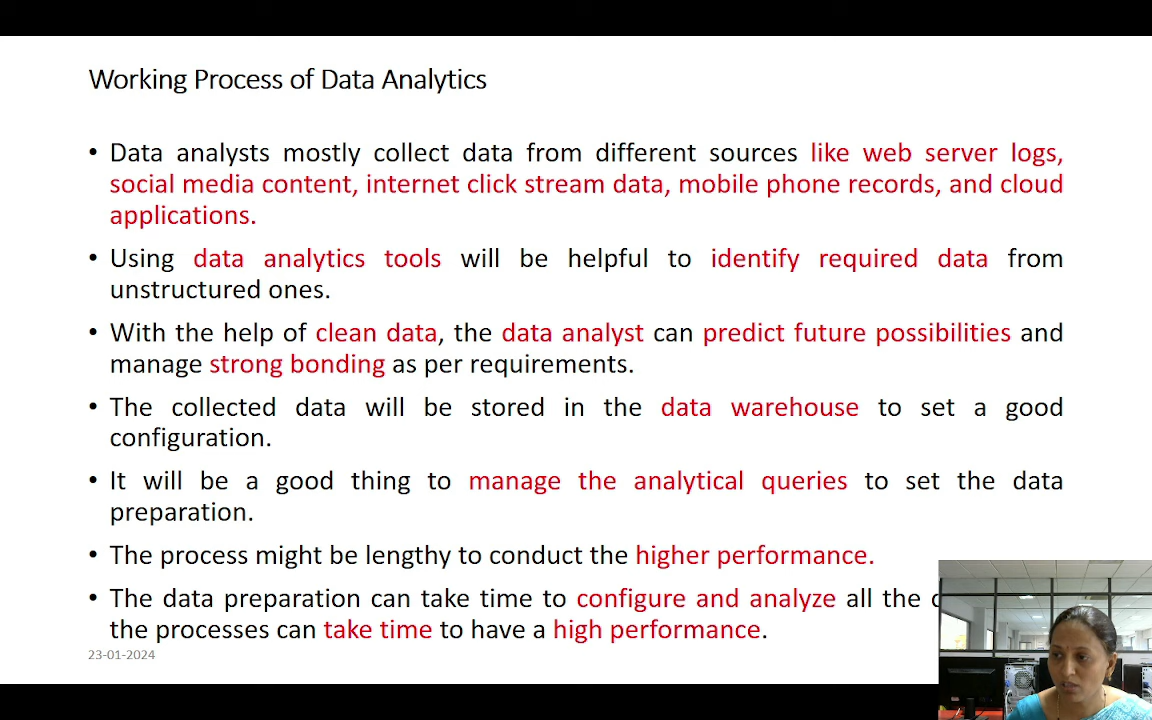 Working Process of Data Analytics
• Data analysts mostly collect data from different sources like web server logs,
social media content, internet click stream data, mobile phone records, and cloud
applications.
• Using data analytics tools will be helpful to identify required data from
unstructured ones.
• With the help of clean data, the data analyst can predict future possibilities and
manage strong bonding as per requirements.
• The collected data will be stored in the data warehouse to set a good
configuration.
• It will be a good thing to manage the analytical queries to set the data
preparation.
• The process might be lengthy to conduct the higher performance.
• The data preparation can take time to configure and analyze all the
the processes can take time to have a high performance.
23-01-2024